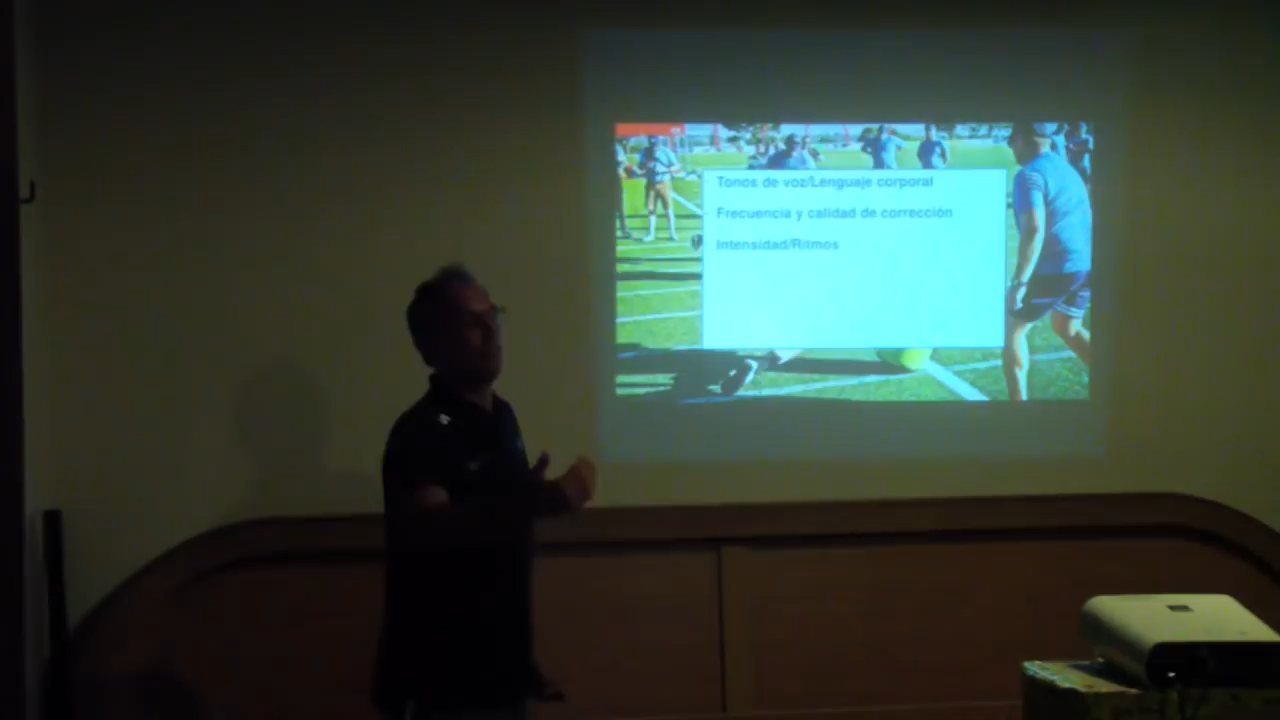 Tonos de voz/Lenguaje corporal
Frecuencia y calidad de corrección
Intensidad/Ritmos